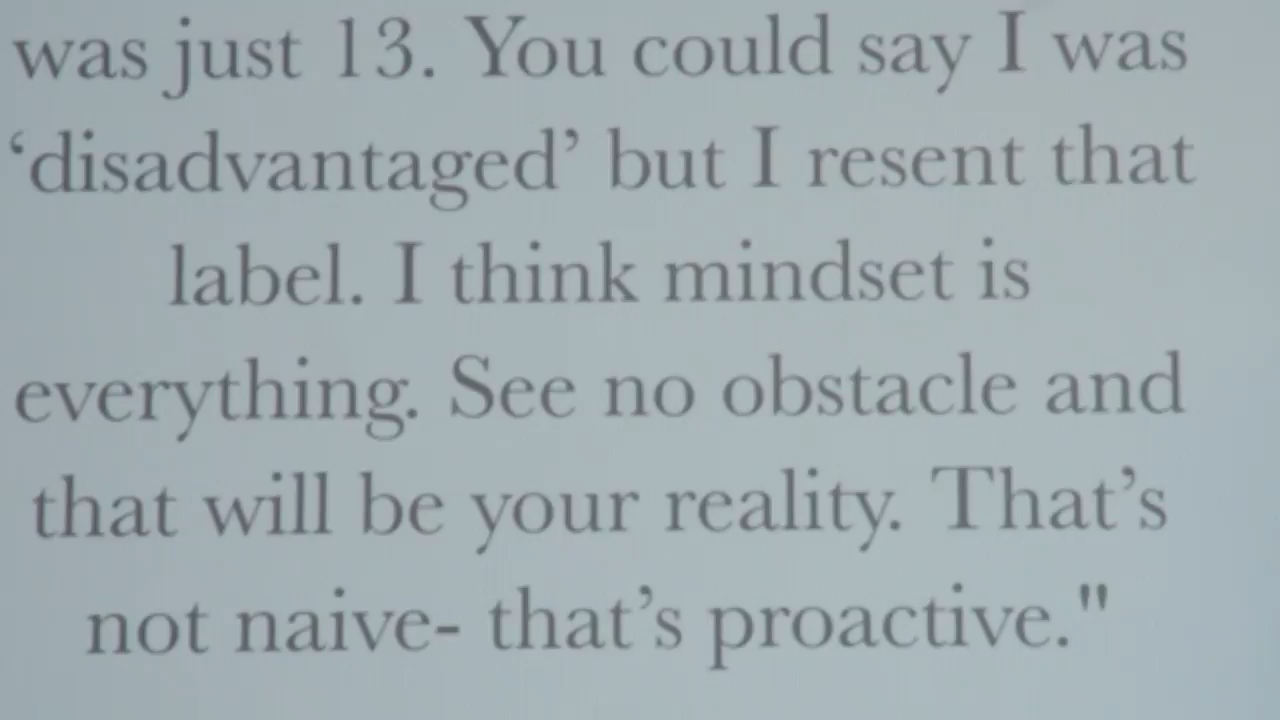 was just 13. You could say I was
‘disadvantaged’ but I resent that
label. I think mindset is
everything. See no obstacle and
that will be your reality. That’s
not naive- that’s proactive."